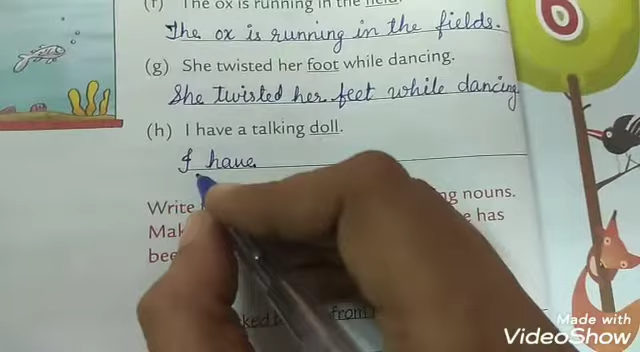 (f) The ox is running in the field.
The ox is running in the fields.
(g) She twisted her foot while dancing.
She twisted her feet while dancing
(h) I have a talking doll.
I have
Write nouns.
Mak has
bee
from
6
Made with
VideoShow